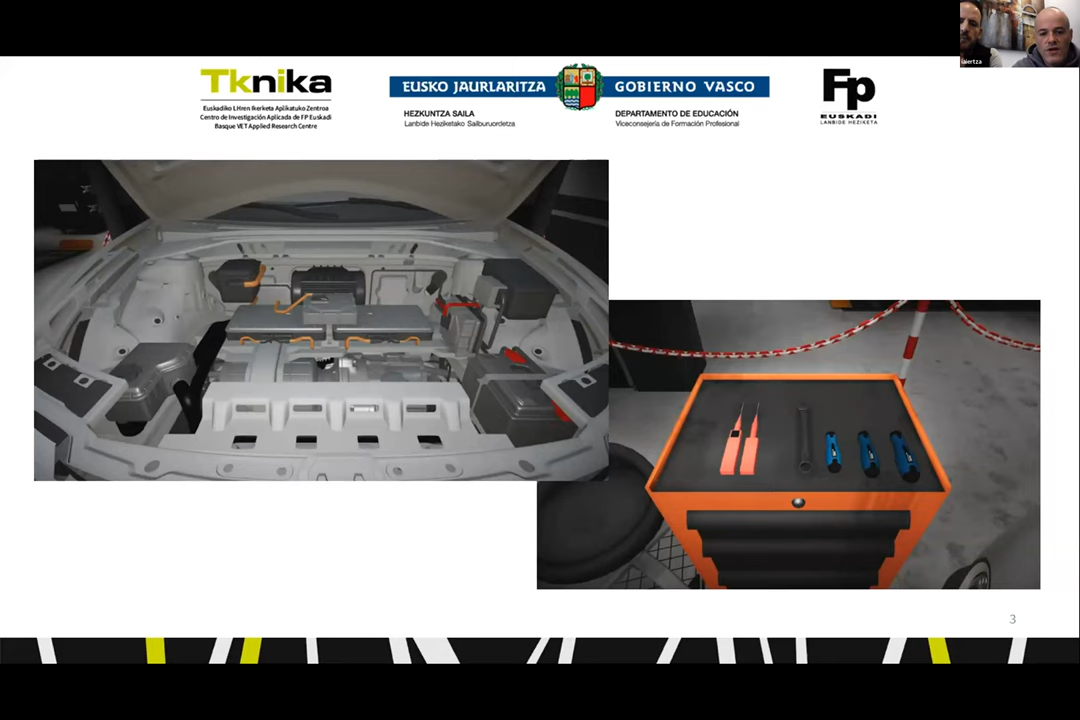 Tknika
Euskadiko LHren Ikerketa Aplikatuko Zentroa
Centro de Investigación Aplicada de FP Euskadi
Basque VET Applied Research Centre
EUSKO JAURLARITZA
GOBIERNO VASCO
HEZKUNTZA SAILA
Lanbide Heziketako Sailburuordetza
DEPARTAMENTO DE EDUCACIÓN
Viceconsejería de Formación Profesional
Fp
EUSKADI
LANBIDE HEZIKETA
3